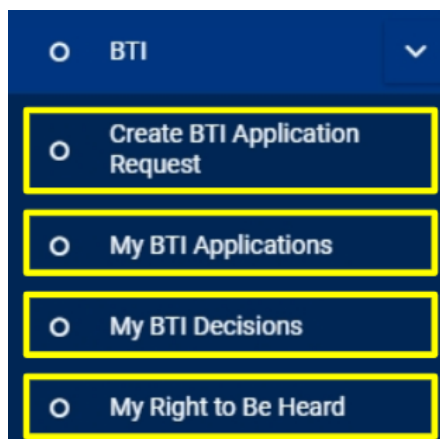 BTI
Create BTI Application
Request
My BTI Applications
My BTI Decisions
My Right to Be Heard